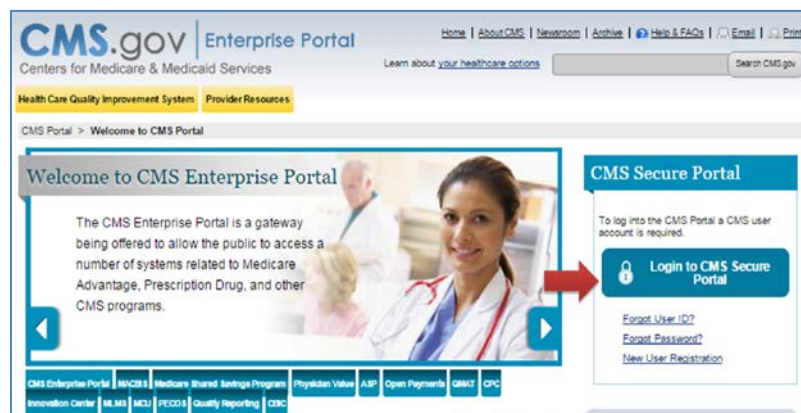 CMS.gov Enterprise Portal
Centers for Medicare & Medicaid Services
Home | About CMS | Newsroom | Archive | Help & FAQs | Email | Print
Learn about your healthcare options
Search CMS.gov
Health Care Quality Improvement System Provider Resources
CMS Portal > Welcome to CMS Portal
Welcome to CMS Enterprise Portal
The CMS Enterprise Portal is a gateway
being offered to allow the public to access a
number of systems related to Medicare
Advantage, Prescription Drug, and other
CMS programs.
CMS Secure Portal
To log into the CMS Portal a CMS user
account is required.
Login to CMS Secure
Portal
Forgot User ID?
Forgot Password?
New User Registration
CMS Enterprise Portal MACBIS Medicare Shared Savings Program Physician Value ASP Open Payments QMAT CPC
Innovation Center MLMS MCU PECOS Quality Reporting CBIC